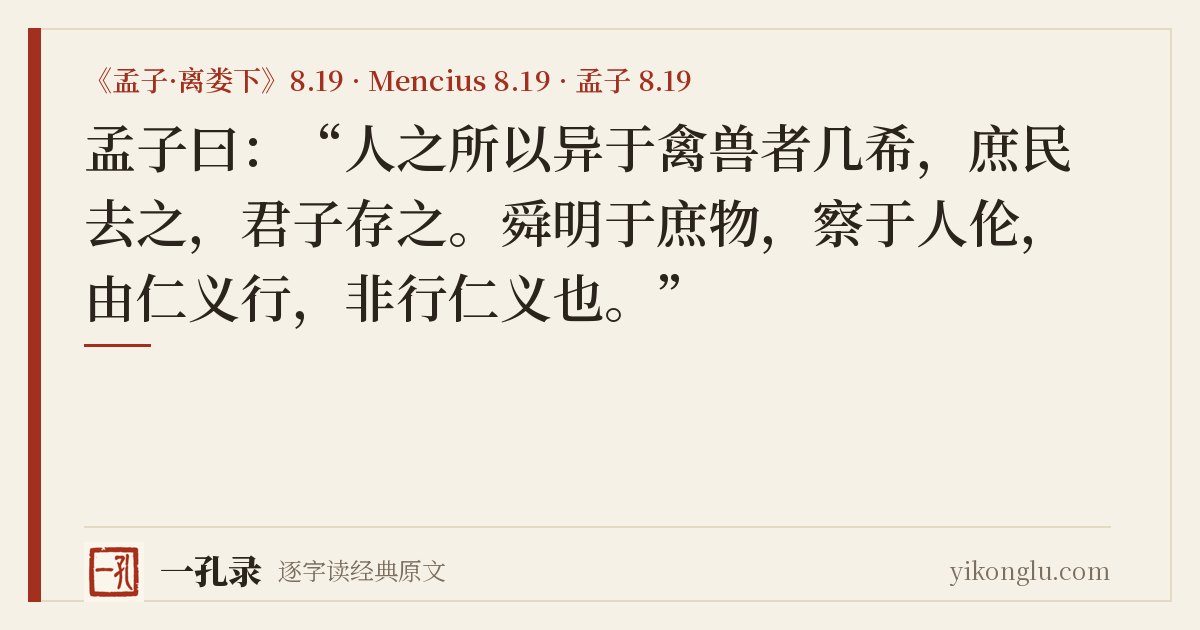 《孟子·离娄下》8.19 · Mencius 8.19 · 孟子 8.19
孟子曰：“人之所以异于禽兽者几希，庶民
去之，君子存之。舜明于庶物，察于人伦，
由仁义行，非行仁义也。”
一孔
一孔录 逐字读经典原文
yikonglu.com